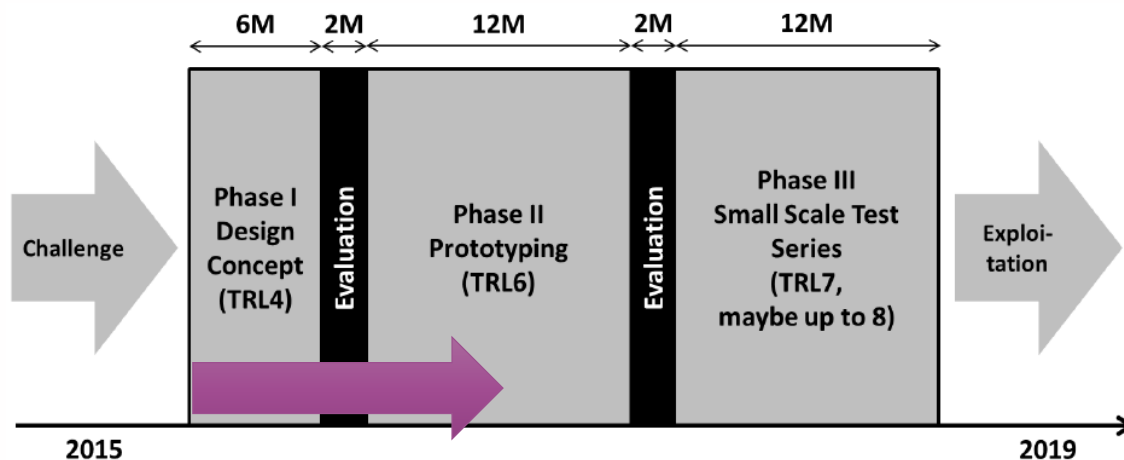 6M 2M 12M 2M 12M
Challenge
Phase I
Design
Concept
(TRL4)
Evaluation
Phase II
Prototyping
(TRL6)
Evaluation
Phase III
Small Scale Test
Series
(TRL7,
maybe up to 8)
Exploi-
tation
2015
2019